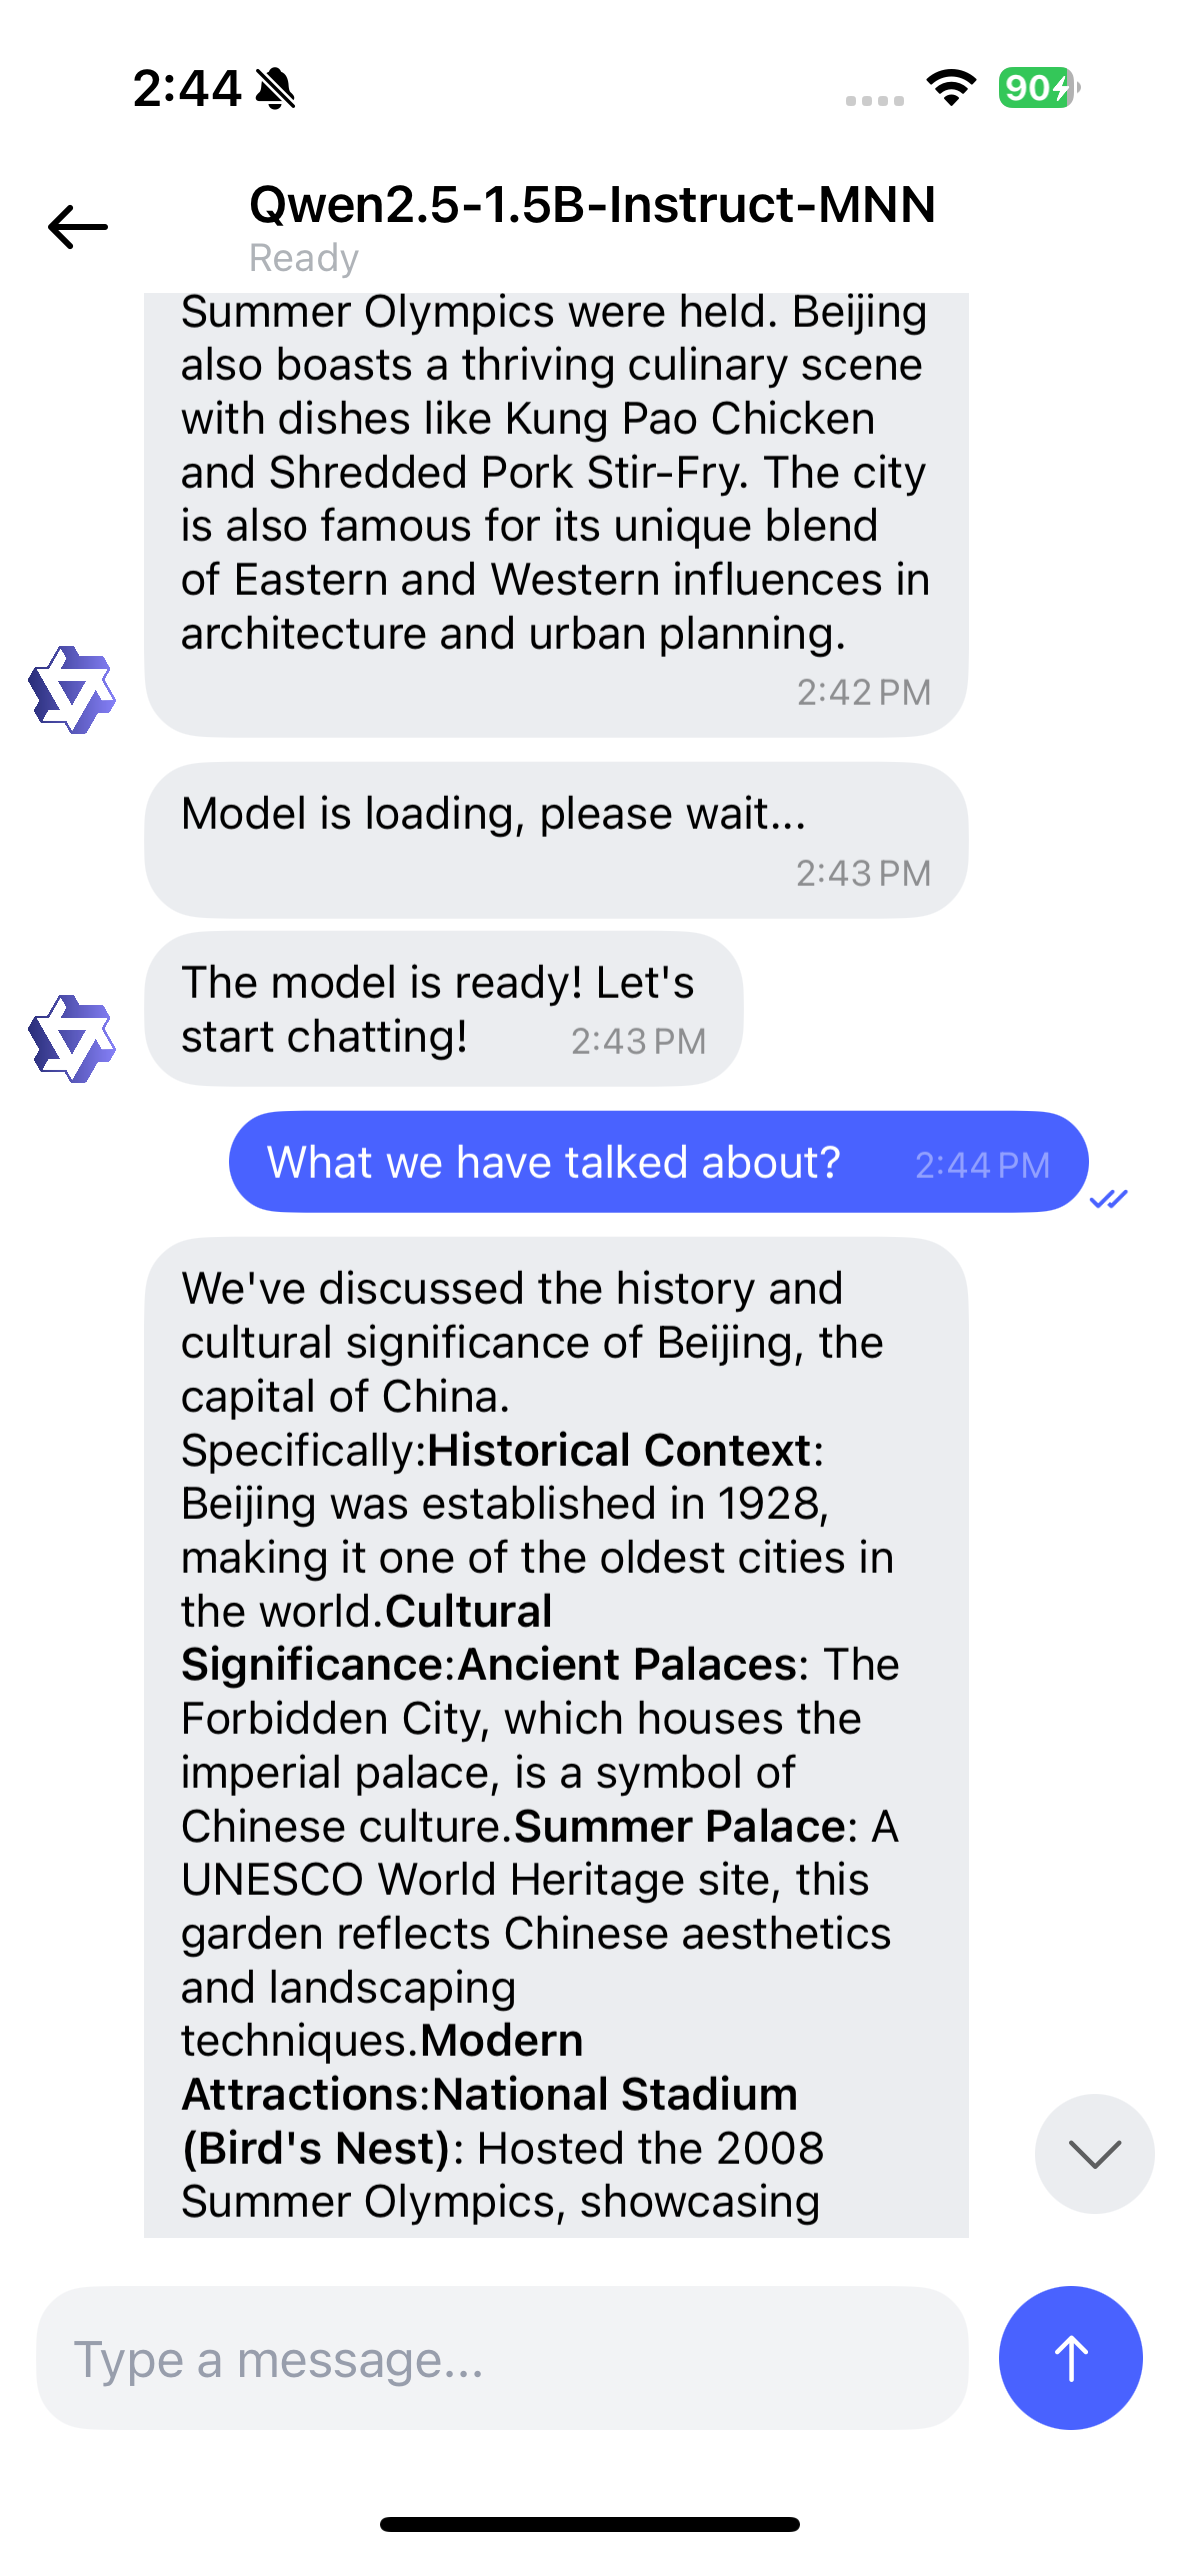 2:44
90
Qwen2.5-1.5B-Instruct-MNN
Ready
Summer Olympics were held. Beijing
also boasts a thriving culinary scene
with dishes like Kung Pao Chicken
and Shredded Pork Stir-Fry. The city
is also famous for its unique blend
of Eastern and Western influences in
architecture and urban planning.
2:42 PM
Model is loading, please wait...
2:43 PM
The model is ready! Let's
start chatting! 2:43 PM
What we have talked about? 2:44 PM
We've discussed the history and
cultural significance of Beijing, the
capital of China.
Specifically:Historical Context:
Beijing was established in 1928,
making it one of the oldest cities in
the world.Cultural
Significance:Ancient Palaces: The
Forbidden City, which houses the
imperial palace, is a symbol of
Chinese culture.Summer Palace: A
UNESCO World Heritage site, this
garden reflects Chinese aesthetics
and landscaping
techniques.Modern
Attractions:National Stadium
(Bird's Nest): Hosted the 2008
Summer Olympics, showcasing
Type a message...